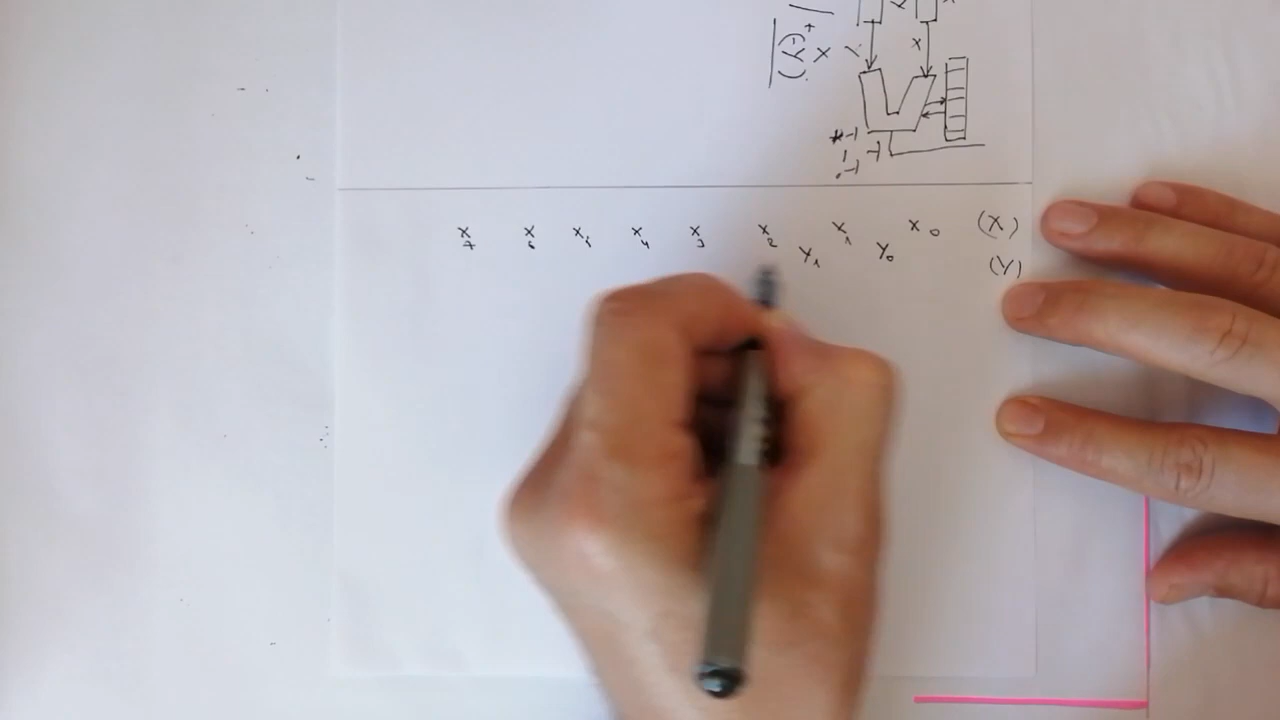 x₇ x₆ x₅ x₄ x₃ x₂ x₁ x₀ (X)
Y₁ Y₀ (Y)
X
(-Y)
+
Y
X